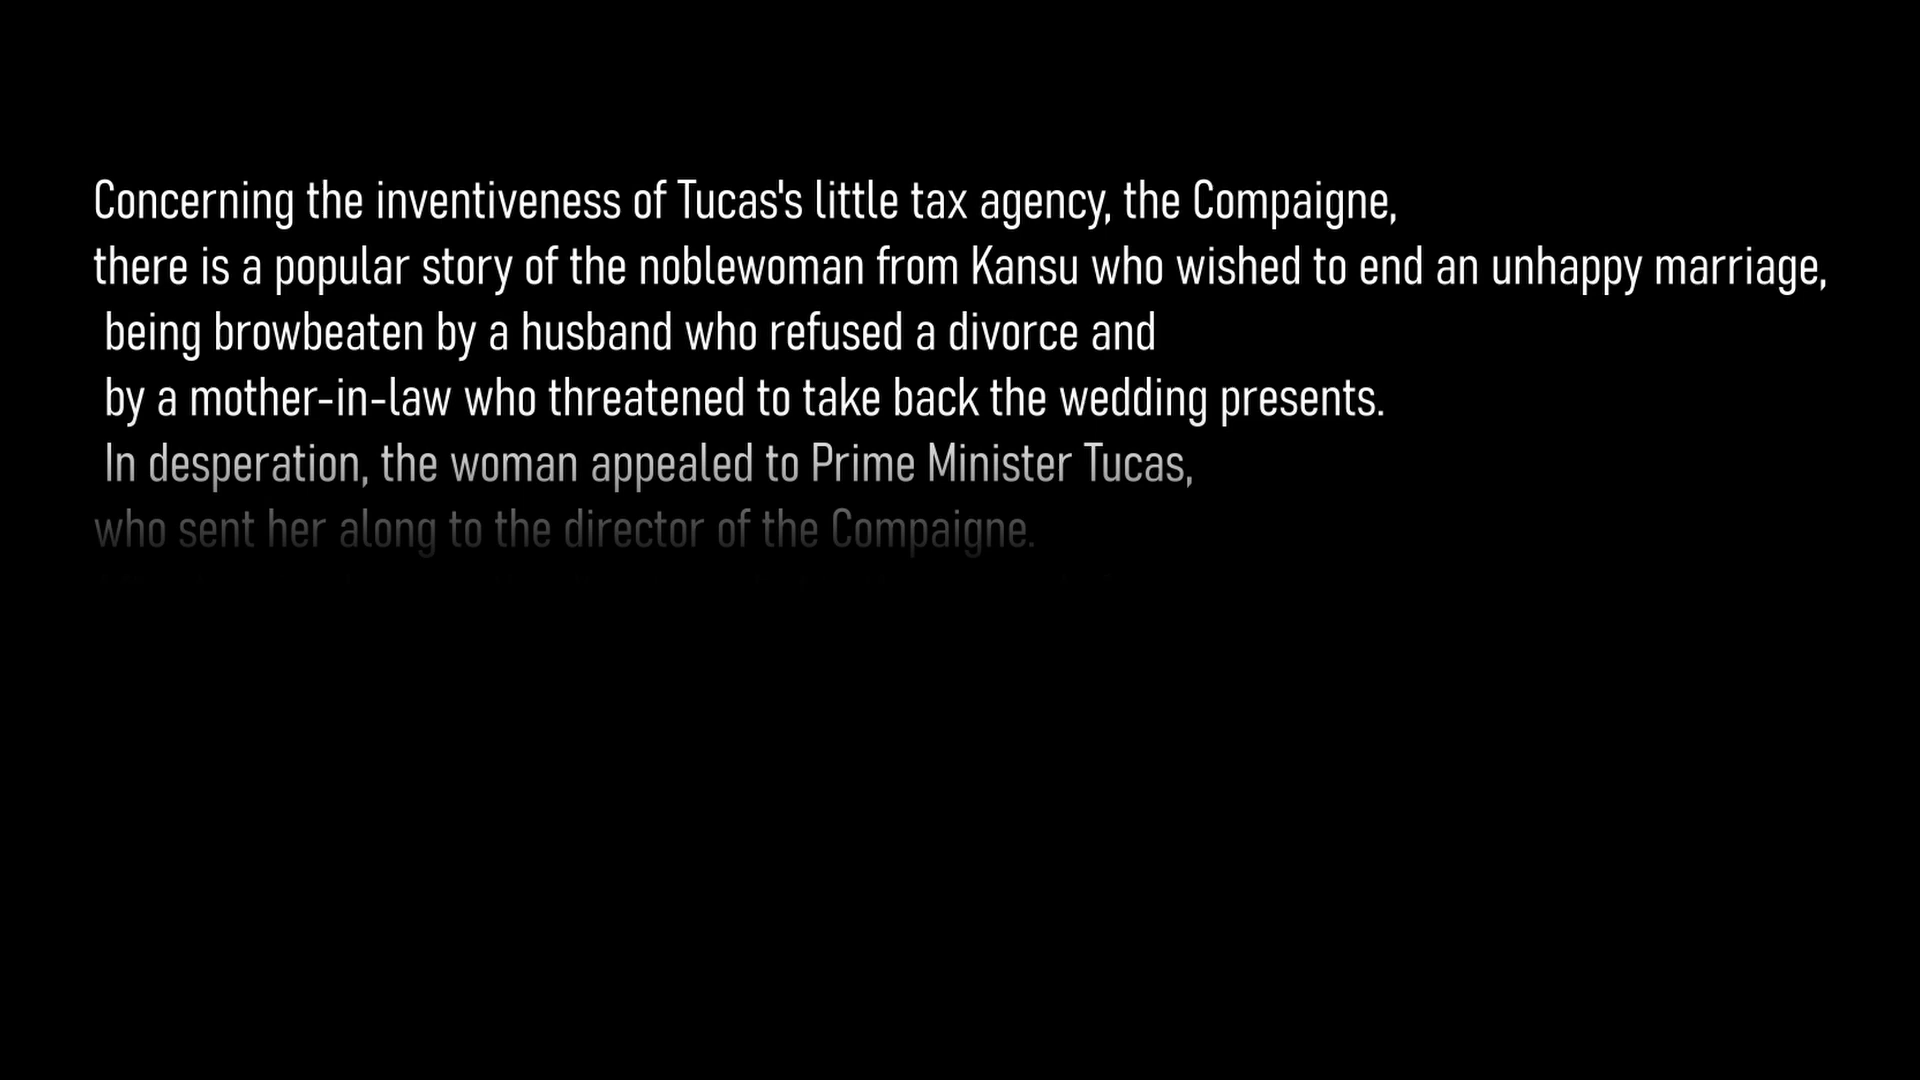 Concerning the inventiveness of Tucas's little tax agency, the Compaigne,
there is a popular story of the noblewoman from Kansu who wished to end an unhappy marriage,
being browbeaten by a husband who refused a divorce and
by a mother-in-law who threatened to take back the wedding presents.
In desperation, the woman appealed to Prime Minister Tucas,
who sent her along to the director of the Compaigne.